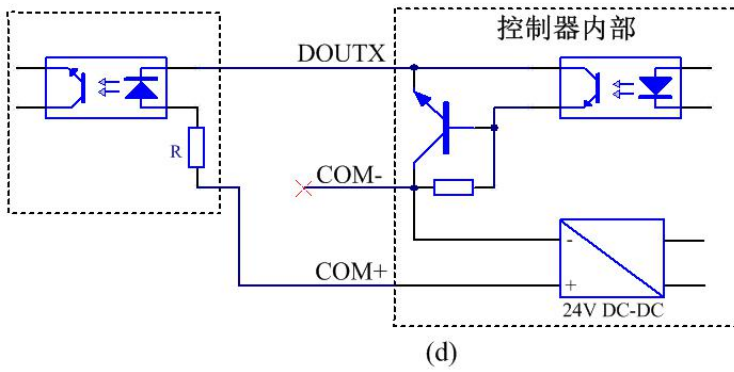 控制器内部
DOUTX
R
COM-
COM+
-
+
24V DC-DC
(d)